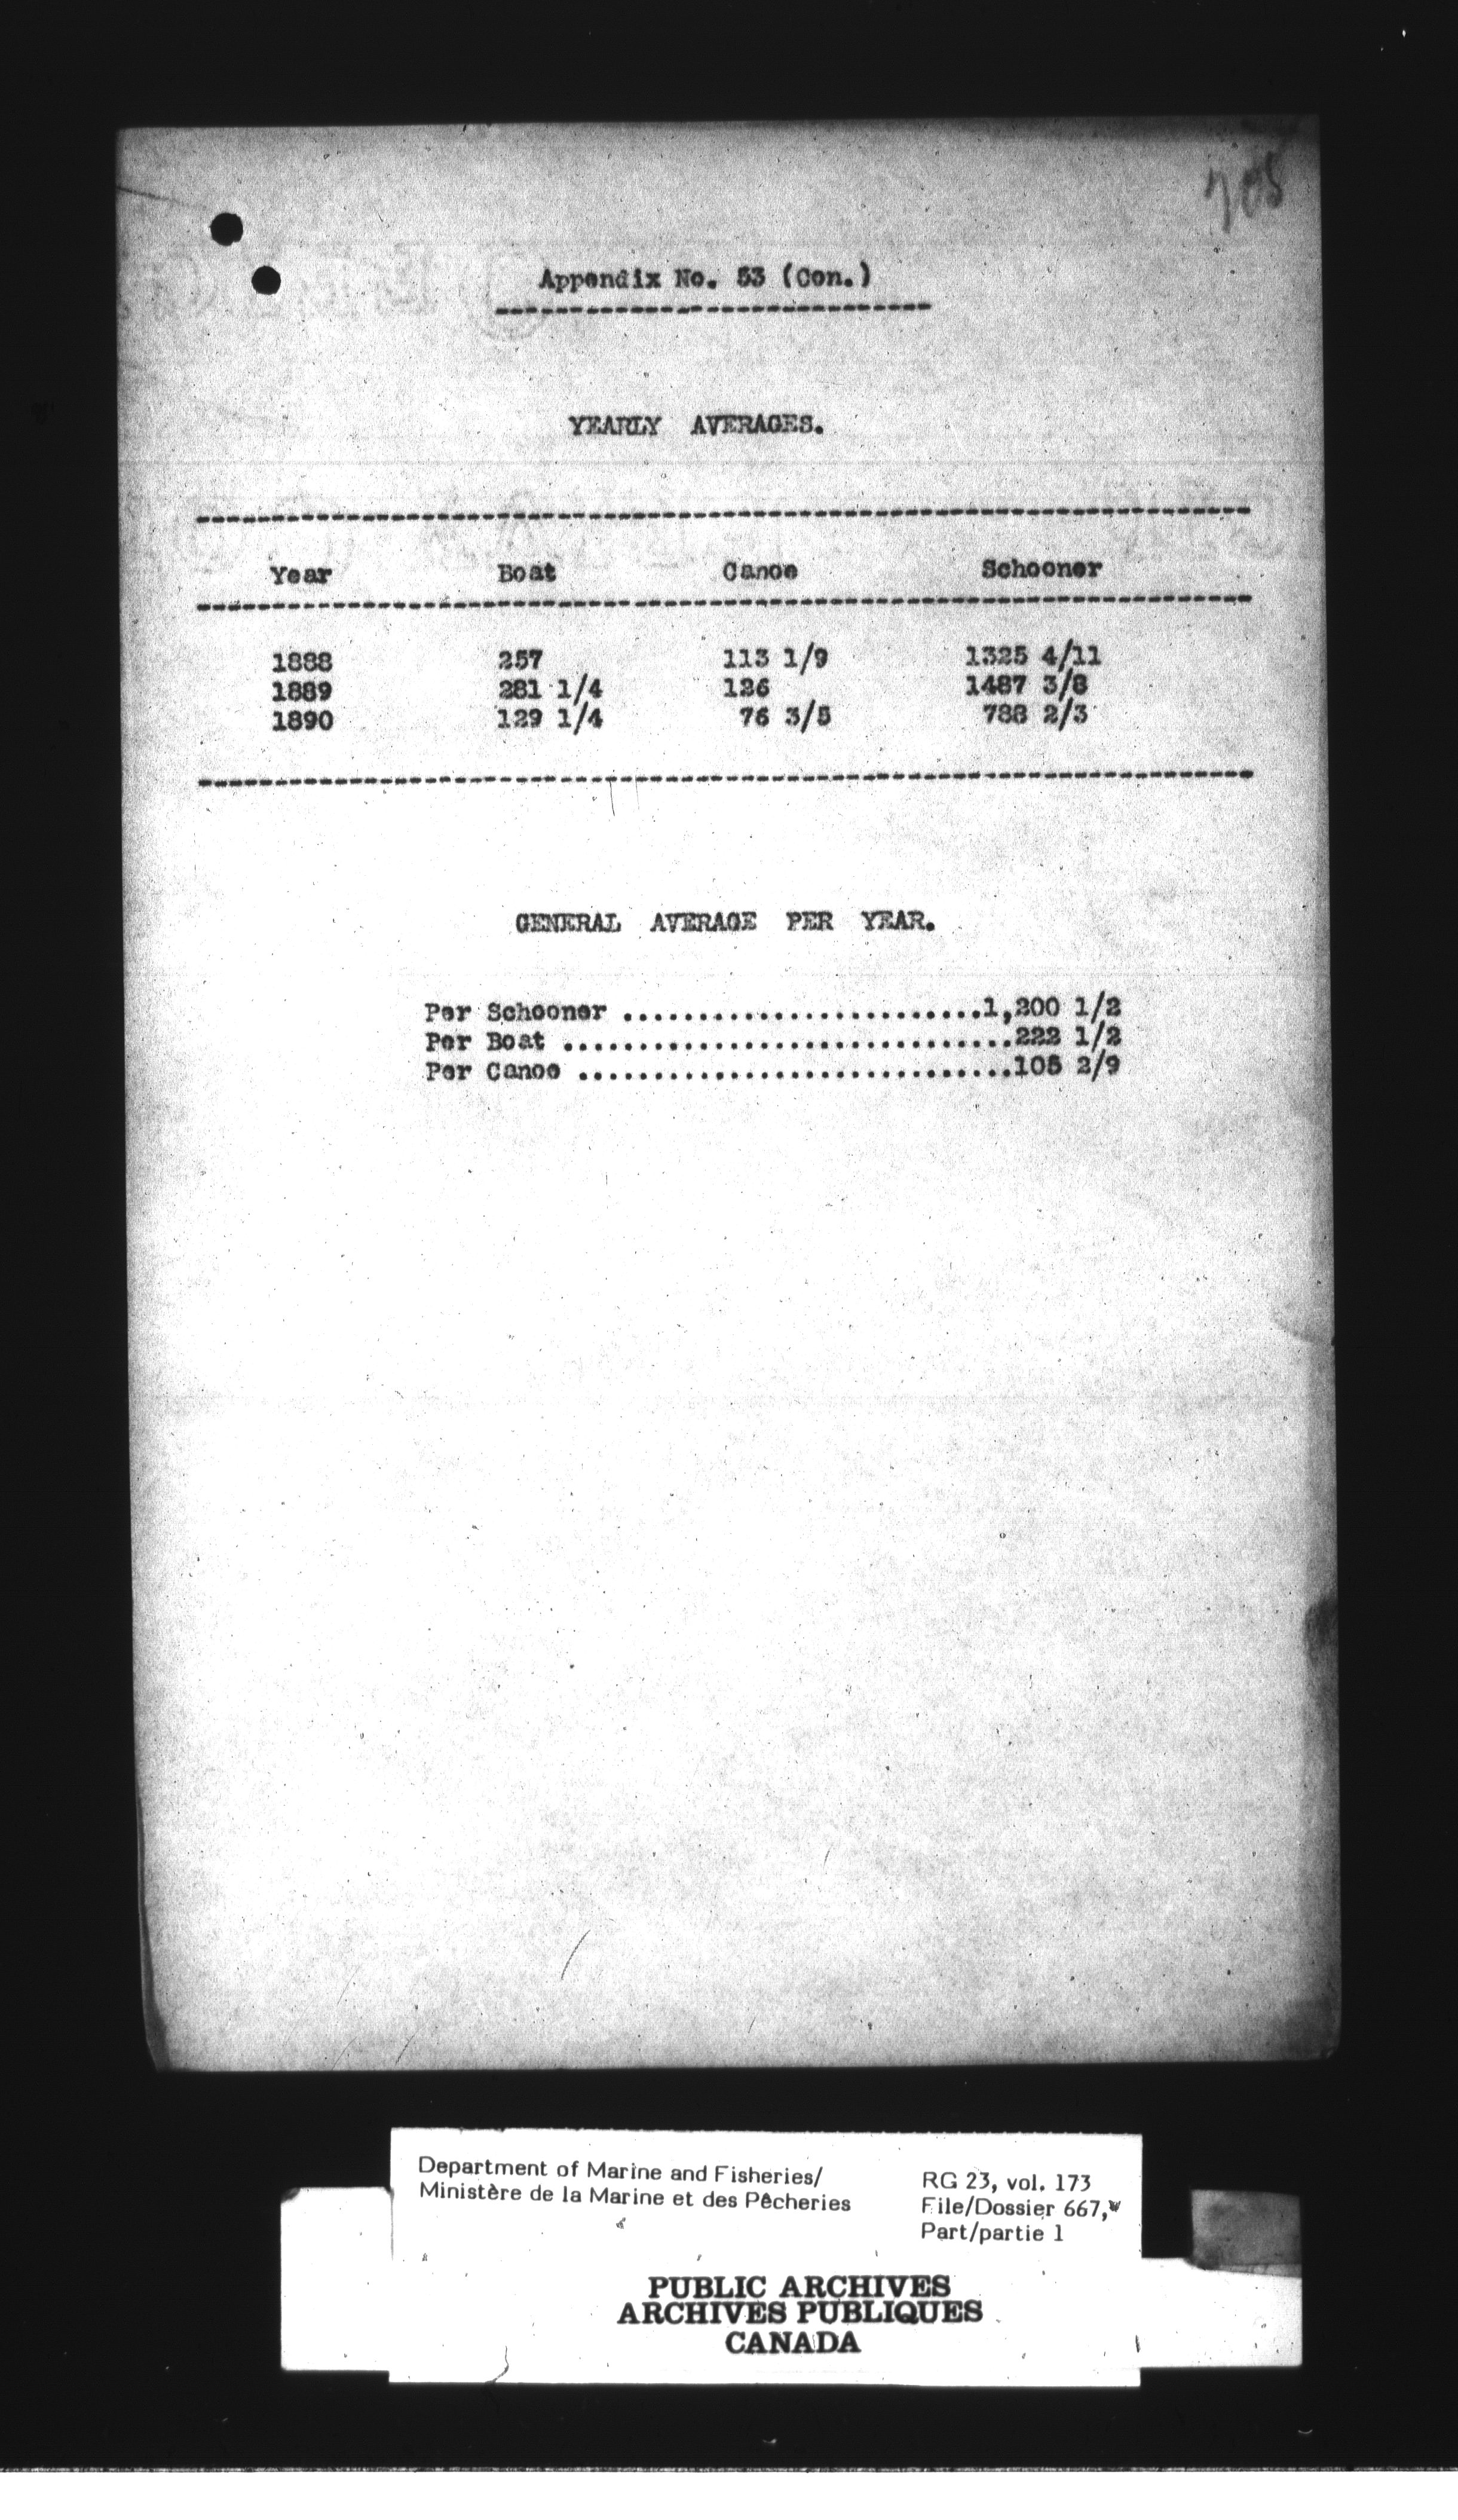 705
Appendix No. 53 (Con.)
YEARLY AVERAGES.
Year Boat Canoe Schooner
1888 257 113 1/9 1325 4/11
1889 281 1/4 126 1487 3/8
1890 129 1/4 76 3/5 788 2/3
GENERAL AVERAGE PER YEAR.
Per Schooner ........................1,200 1/2
Per Boat ..............................222 1/2
Per Canoe .............................105 2/9
Department of Marine and Fisheries/
Ministère de la Marine et des Pêcheries
RG 23, vol. 173
File/Dossier 667,
Part/partie 1
PUBLIC ARCHIVES
ARCHIVES PUBLIQUES
CANADA